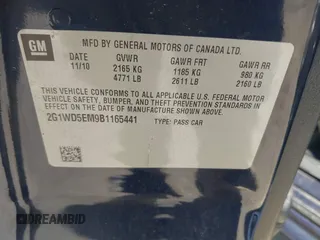 GM
MFD BY GENERAL MOTORS OF CANADA LTD.
DATE GVWR GAWR FRT GAWR RR
11/10 2165 KG 1185 KG 980 KG
4771 LB 2611 LB 2160 LB
THIS VEHICLE CONFORMS TO ALL APPLICABLE U.S. FEDERAL MOTOR
VEHICLE SAFETY, BUMPER, AND THEFT PREVENTION STANDARDS IN
EFFECT ON THE DATE OF MANUFACTURE SHOWN ABOVE.
2G1WD5EM9B1165441 TYPE: PASS CAR
DREAMBID